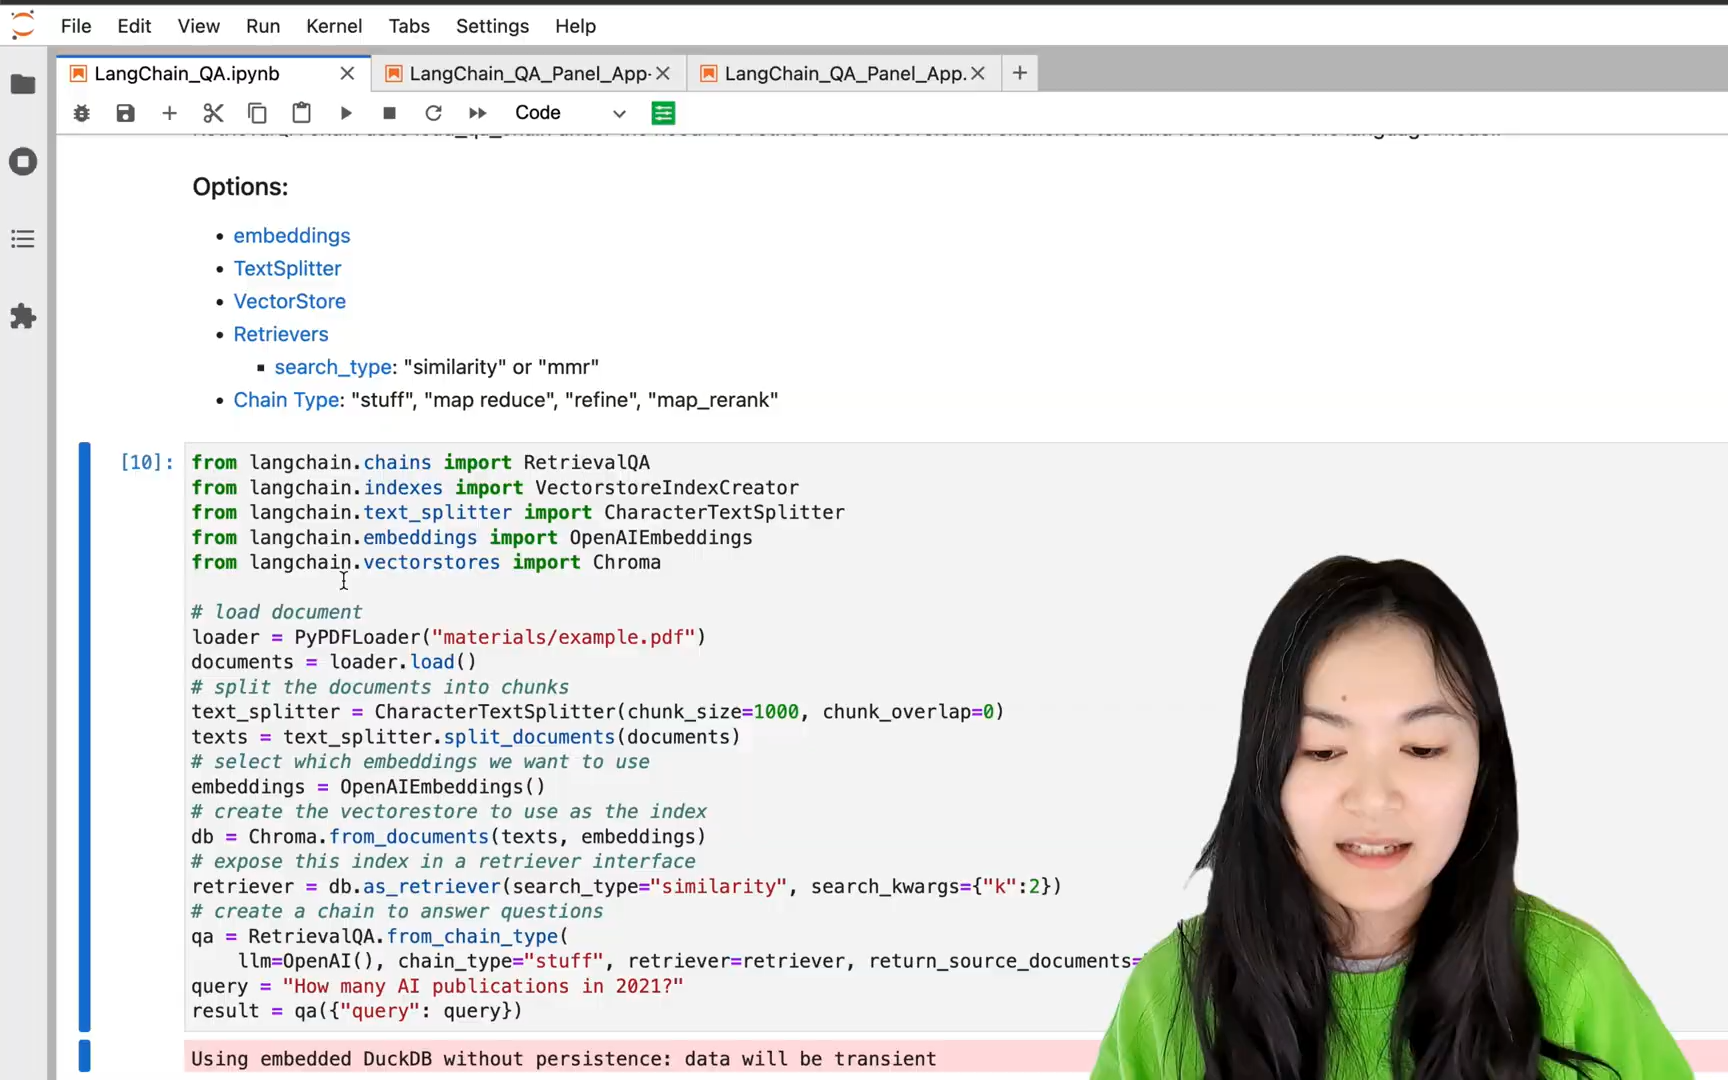 File Edit View Run Kernel Tabs Settings Help
LangChain_QA.ipynb LangChain_QA_Panel_App- LangChain_QA_Panel_App.
Code
Options:
embeddings
TextSplitter
VectorStore
Retrievers
search_type: "similarity" or "mmr"
Chain Type: "stuff", "map reduce", "refine", "map_rerank"
[10]:
from langchain.chains import RetrievalQA
from langchain.indexes import VectorstoreIndexCreator
from langchain.text_splitter import CharacterTextSplitter
from langchain.embeddings import OpenAIEmbeddings
from langchain.vectorstores import Chroma
# load document
loader = PyPDFLoader("materials/example.pdf")
documents = loader.load()
# split the documents into chunks
text_splitter = CharacterTextSplitter(chunk_size=1000, chunk_overlap=0)
texts = text_splitter.split_documents(documents)
# select which embeddings we want to use
embeddings = OpenAIEmbeddings()
# create the vectorestore to use as the index
db = Chroma.from_documents(texts, embeddings)
# expose this index in a retriever interface
retriever = db.as_retriever(search_type="similarity", search_kwargs={"k":2})
# create a chain to answer questions
qa = RetrievalQA.from_chain_type(
llm=OpenAI(), chain_type="stuff", retriever=retriever, return_source_documents=
query = "How many AI publications in 2021?"
result = qa({"query": query})
Using embedded DuckDB without persistence: data will be transient